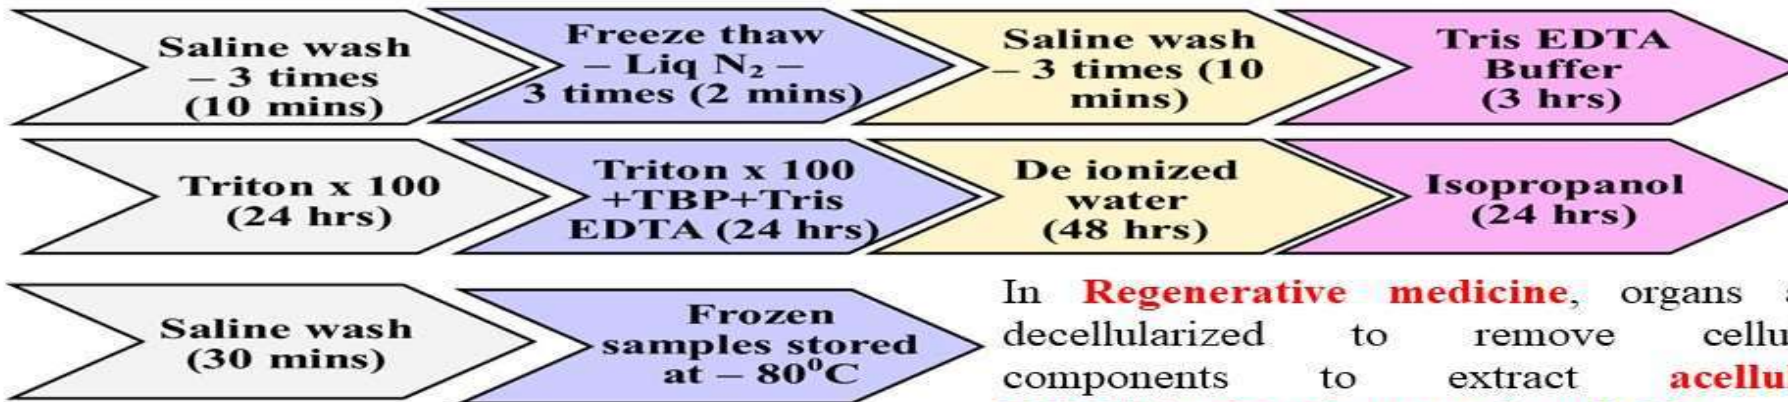 Saline wash
– 3 times
(10 mins)
Freeze thaw
– Liq N₂ –
3 times (2 mins)
Saline wash
– 3 times (10
mins)
Tris EDTA
Buffer
(3 hrs)
Triton x 100
(24 hrs)
Triton x 100
+TBP+Tris
EDTA (24 hrs)
De ionized
water
(48 hrs)
Isopropanol
(24 hrs)
Saline wash
(30 mins)
Frozen
samples stored
at – 80⁰C
In Regenerative medicine, organs
decellularized to remove
components to extract